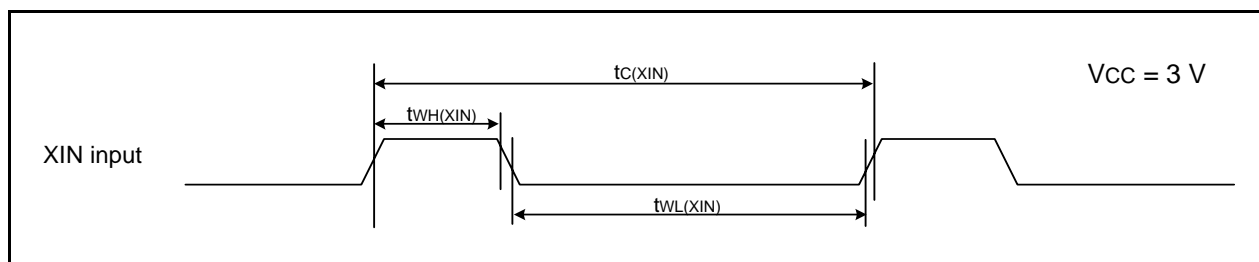 tC(XIN)
VCC = 3 V
tWH(XIN)
XIN input
tWL(XIN)